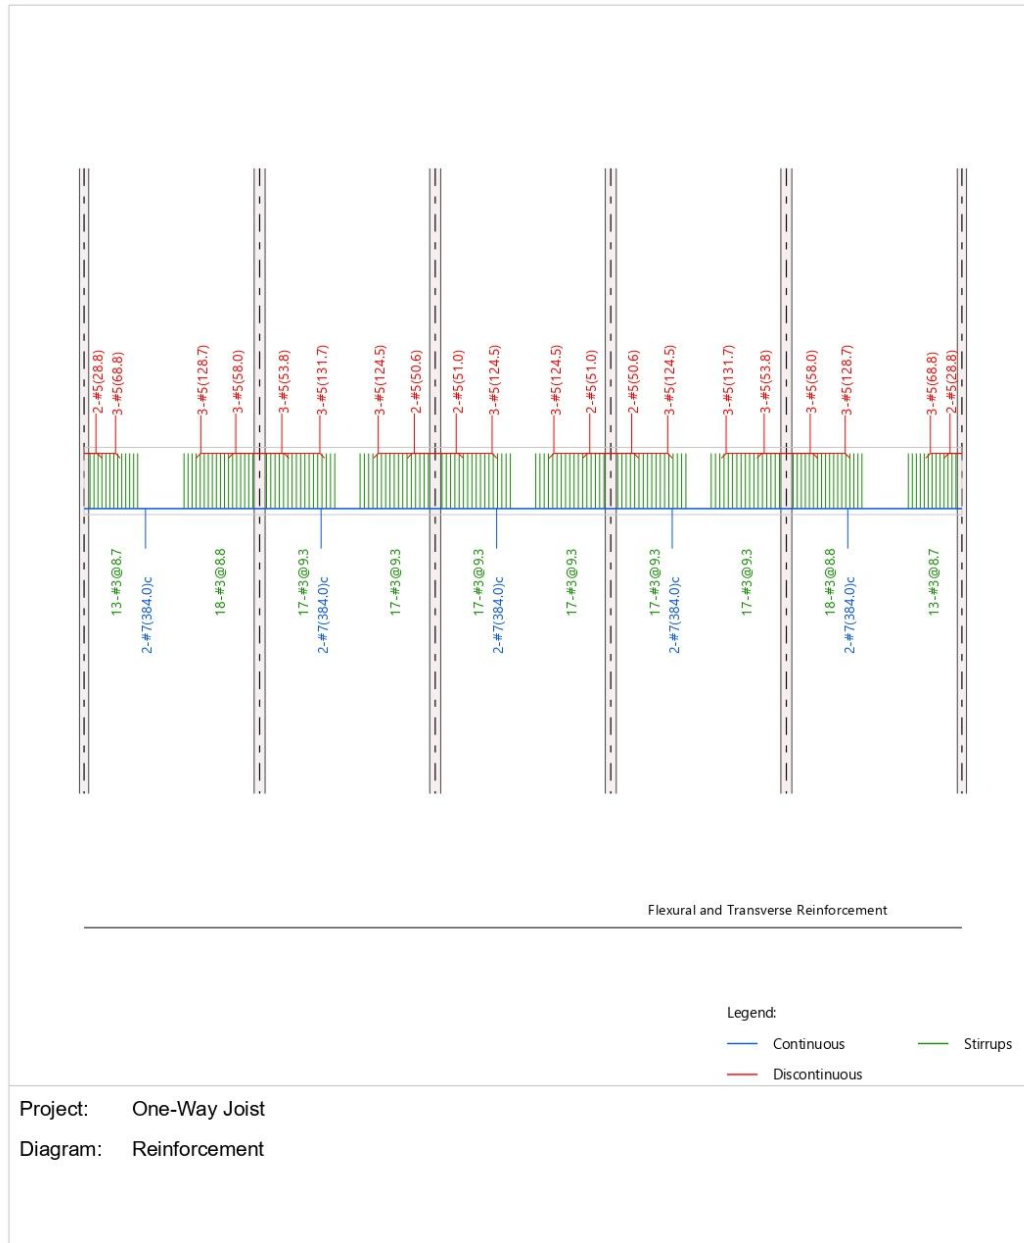 2-#5(28.8)
3-#5(68.8)
3-#5(128.7)
3-#5(58.0)
3-#5(53.8)
3-#5(131.7)
3-#5(124.5)
2-#5(50.6)
2-#5(51.0)
3-#5(124.5)
3-#5(124.5)
2-#5(51.0)
2-#5(50.6)
3-#5(124.5)
3-#5(131.7)
3-#5(53.8)
3-#5(58.0)
3-#5(128.7)
3-#5(68.8)
2-#5(28.8)
13-#3@8.7
2-#7(384.0)c
18-#3@8.8
17-#3@9.3
2-#7(384.0)c
17-#3@9.3
17-#3@9.3
2-#7(384.0)c
17-#3@9.3
17-#3@9.3
2-#7(384.0)c
17-#3@9.3
18-#3@8.8
2-#7(384.0)c
13-#3@8.7
Flexural and Transverse Reinforcement
Legend:
Continuous
Stirrups
Discontinuous
Project: One-Way Joist
Diagram: Reinforcement